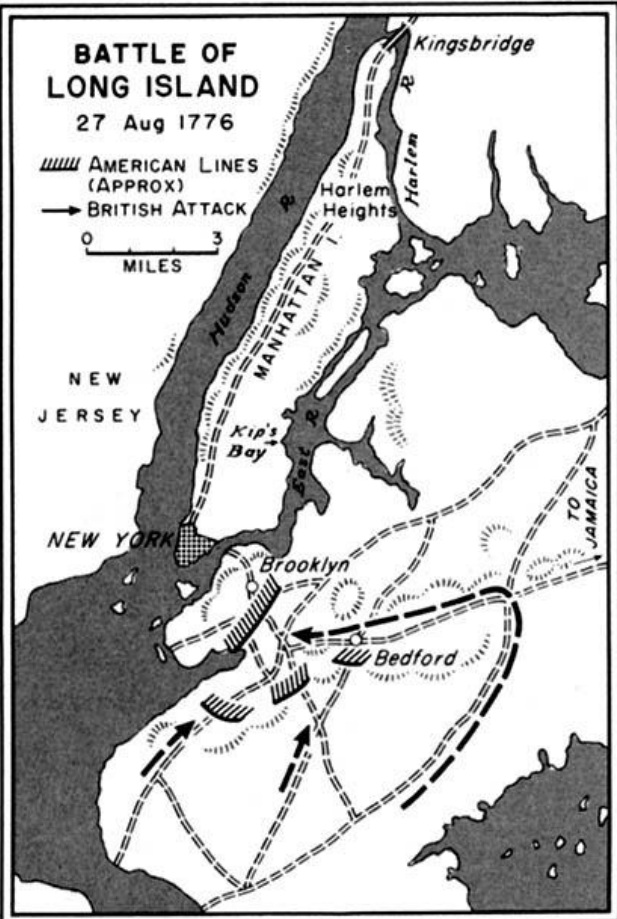 BATTLE OF
LONG ISLAND
27 Aug 1776
AMERICAN LINES
(APPROX)
BRITISH ATTACK
0 3
MILES
Kingsbridge
Harlem R
Harlem
Heights
Hudson R
MANHATTAN I.
NEW
JERSEY
Kip's
Bay
East R
NEW YORK
Brooklyn
TO
JAMAICA
Bedford